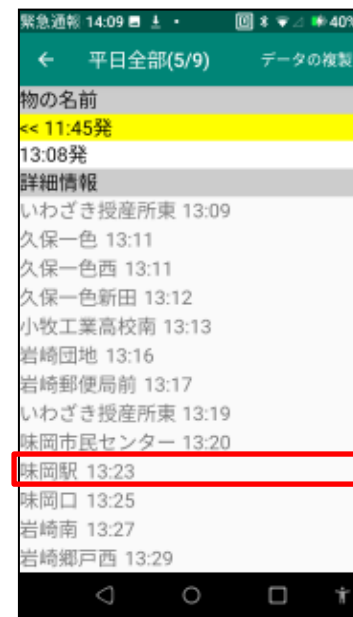 緊急通報 14:09
40%
← 平日全部(5/9) データの複製
物の名前
<< 11:45発
13:08発
詳細情報
いわざき授産所東 13:09
久保一色 13:11
久保一色西 13:11
久保一色新田 13:12
小牧工業高校南 13:13
岩崎団地 13:16
岩崎郵便局前 13:17
いわざき授産所東 13:19
味岡市民センター 13:20
味岡駅 13:23
味岡口 13:25
岩崎南 13:27
岩崎郷戸西 13:29